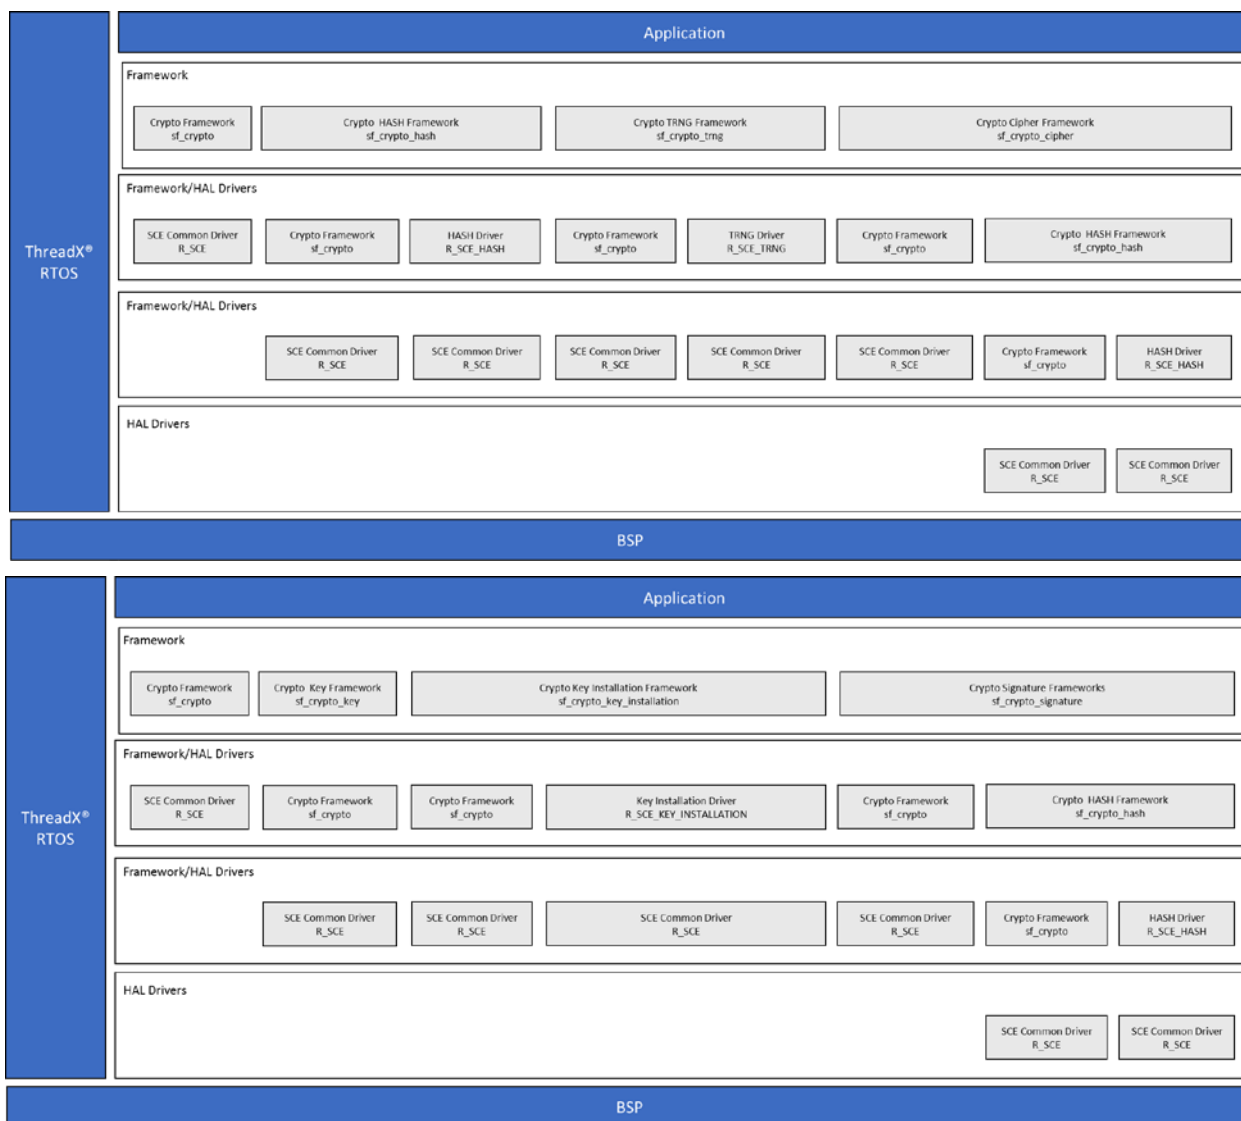 Application
Framework
Crypto Framework
sf_crypto
Crypto HASH Framework
sf_crypto_hash
Crypto TRNG Framework
sf_crypto_trng
Crypto Cipher Framework
sf_crypto_cipher
Framework/HAL Drivers
SCE Common Driver
R_SCE
Crypto Framework
sf_crypto
HASH Driver
R_SCE_HASH
Crypto Framework
sf_crypto
TRNG Driver
R_SCE_TRNG
Crypto Framework
sf_crypto
Crypto HASH Framework
sf_crypto_hash
ThreadX®
RTOS
Framework/HAL Drivers
SCE Common Driver
R_SCE
SCE Common Driver
R_SCE
SCE Common Driver
R_SCE
SCE Common Driver
R_SCE
SCE Common Driver
R_SCE
Crypto Framework
sf_crypto
HASH Driver
R_SCE_HASH
HAL Drivers
SCE Common Driver
R_SCE
SCE Common Driver
R_SCE
BSP
Application
Framework
Crypto Framework
sf_crypto
Crypto Key Framework
sf_crypto_key
Crypto Key Installation Framework
sf_crypto_key_installation
Crypto Signature Frameworks
sf_crypto_signature
Framework/HAL Drivers
SCE Common Driver
R_SCE
Crypto Framework
sf_crypto
Crypto Framework
sf_crypto
Key Installation Driver
R_SCE_KEY_INSTALLATION
Crypto Framework
sf_crypto
Crypto HASH Framework
sf_crypto_hash
ThreadX®
RTOS
Framework/HAL Drivers
SCE Common Driver
R_SCE
SCE Common Driver
R_SCE
SCE Common Driver
R_SCE
SCE Common Driver
R_SCE
Crypto Framework
sf_crypto
HASH Driver
R_SCE_HASH
HAL Drivers
SCE Common Driver
R_SCE
SCE Common Driver
R_SCE
BSP